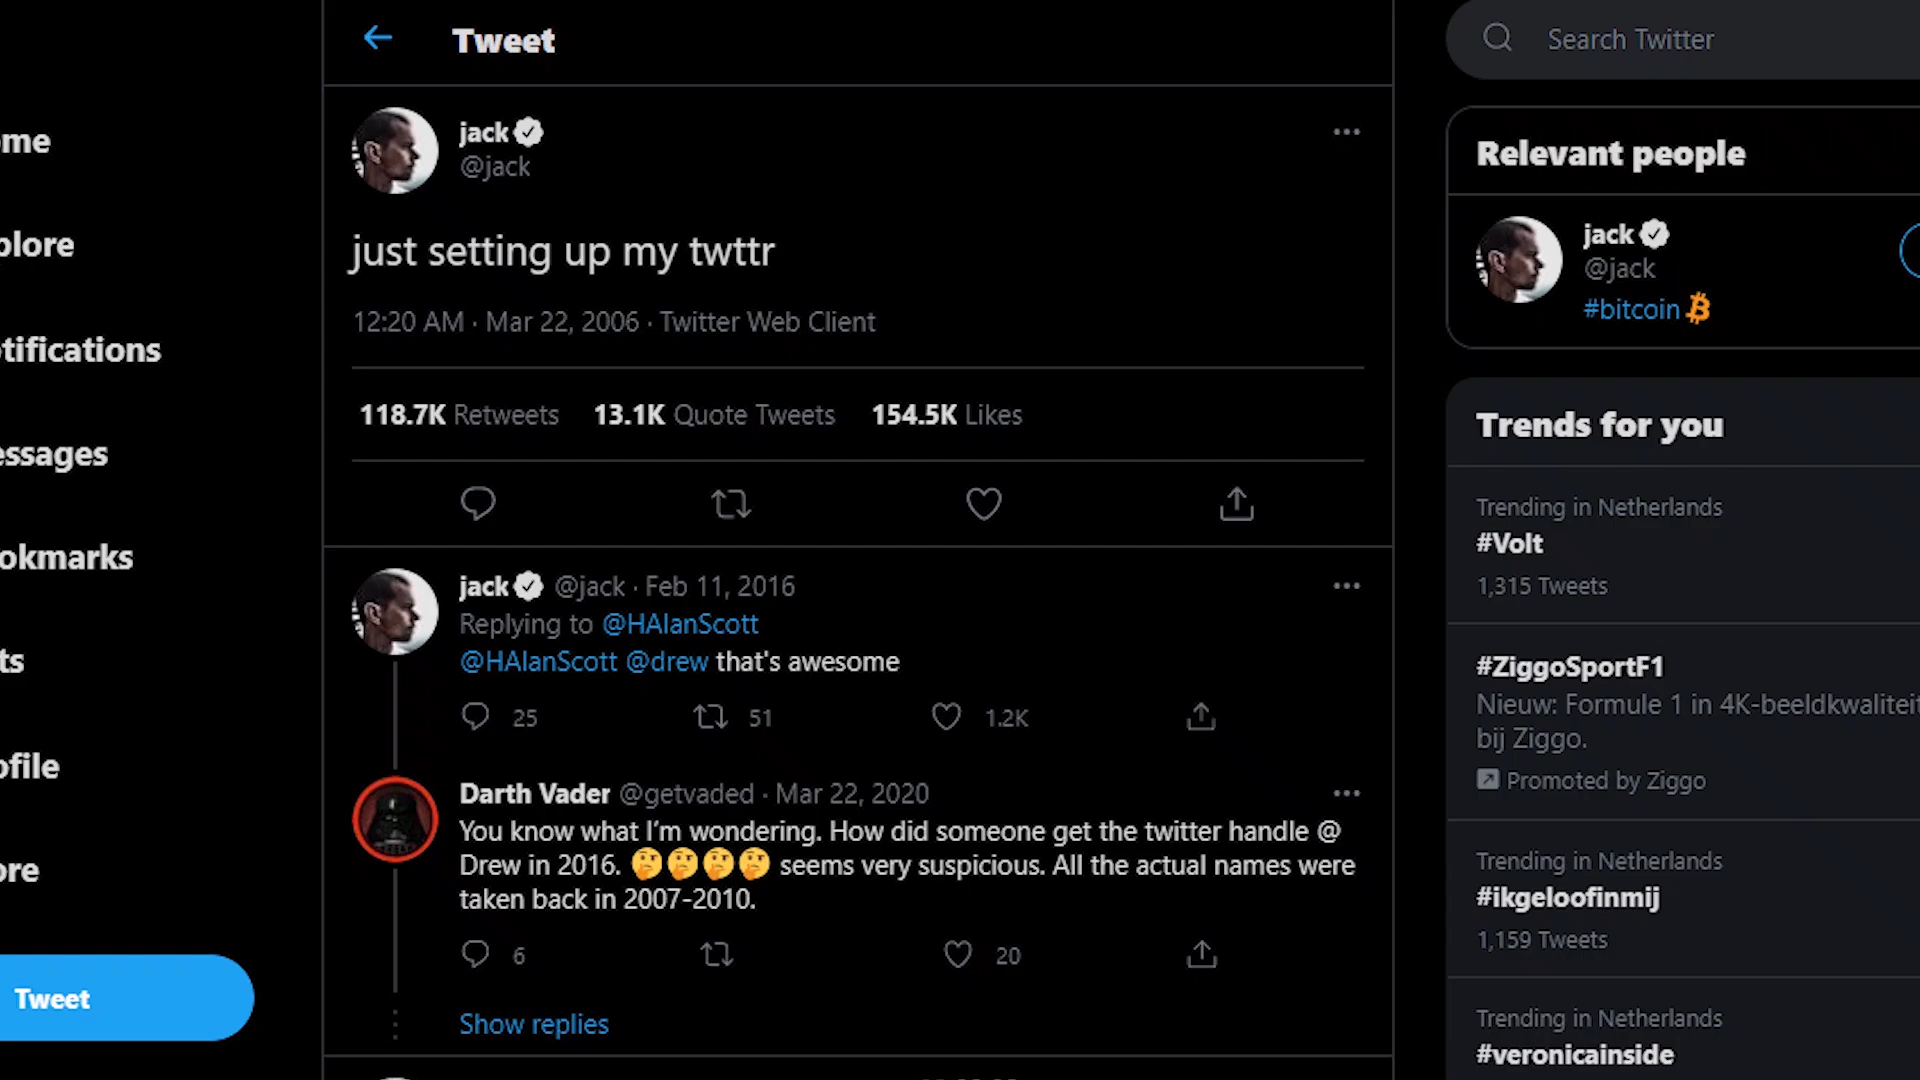 Tweet
Search Twitter
me
plore
tifications
essages
okmarks
ts
ofile
ore
Tweet
jack
@jack
just setting up my twttr
12:20 AM · Mar 22, 2006 · Twitter Web Client
118.7K Retweets 13.1K Quote Tweets 154.5K Likes
jack @jack · Feb 11, 2016
Replying to @HAlanScott
@HAlanScott @drew that's awesome
25 51 1.2K
Darth Vader @getvaded · Mar 22, 2020
You know what I’m wondering. How did someone get the twitter handle @
Drew in 2016. 🤔🤔🤔🤔 seems very suspicious. All the actual names were
taken back in 2007-2010.
6 20
Show replies
Relevant people
jack
@jack
#bitcoin
Trends for you
Trending in Netherlands
#Volt
1,315 Tweets
#ZiggoSportF1
Nieuw: Formule 1 in 4K-beeldkwaliteit
bij Ziggo.
Promoted by Ziggo
Trending in Netherlands
#ikgeloofinmij
1,159 Tweets
Trending in Netherlands
#veronicainside